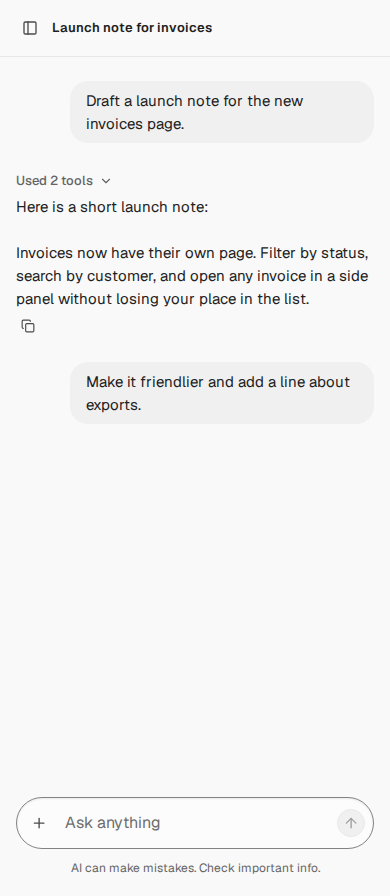 Launch note for invoices
Draft a launch note for the new
invoices page.
Used 2 tools
Here is a short launch note:
Invoices now have their own page. Filter by status,
search by customer, and open any invoice in a side
panel without losing your place in the list.
Make it friendlier and add a line about
exports.
Ask anything
AI can make mistakes. Check important info.